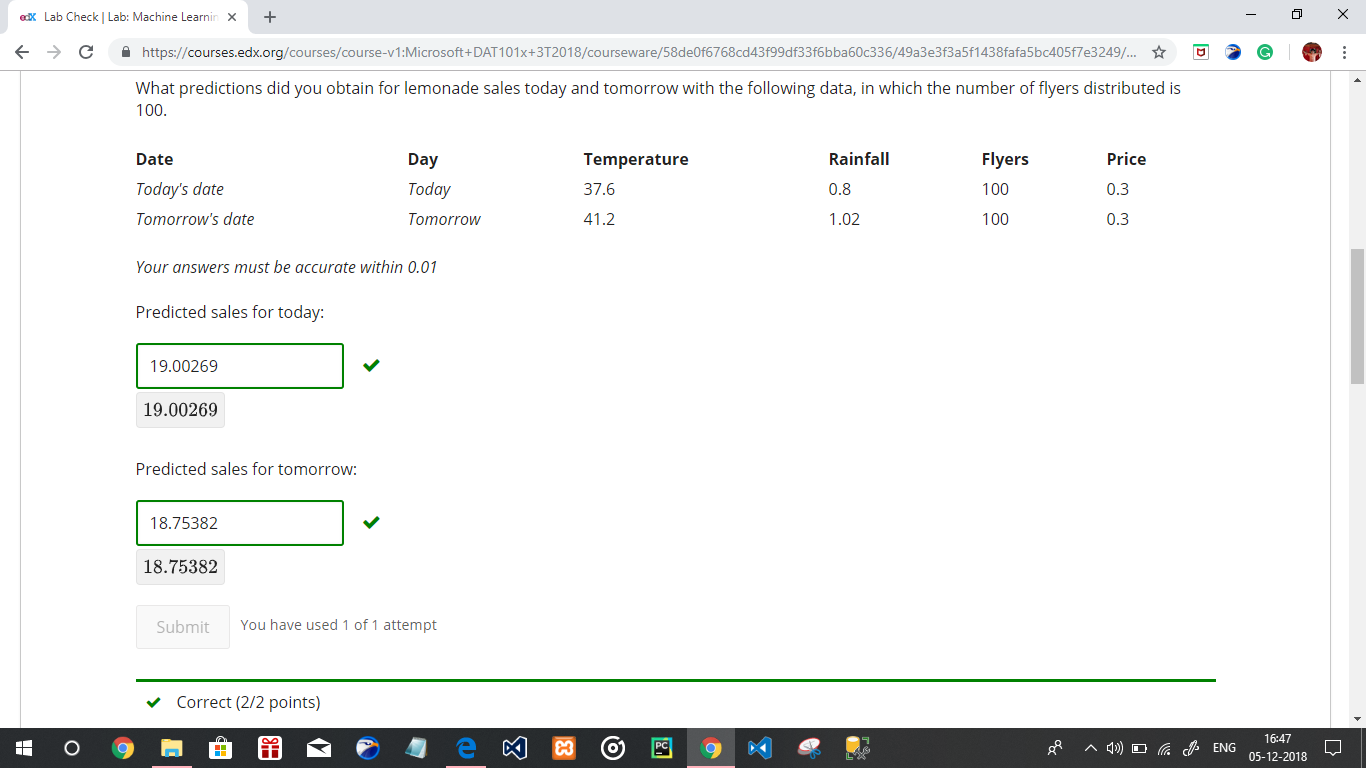 edX Lab Check | Lab: Machine Learnin
https://courses.edx.org/courses/course-v1:Microsoft+DAT101x+3T2018/courseware/58de0f6768cd43f99df33f6bba60c336/49a3e3f3a5f1438fafa5bc405f7e3249/...
What predictions did you obtain for lemonade sales today and tomorrow with the following data, in which the number of flyers distributed is
100.
Date Day Temperature Rainfall Flyers Price
Today's date Today 37.6 0.8 100 0.3
Tomorrow's date Tomorrow 41.2 1.02 100 0.3
Your answers must be accurate within 0.01
Predicted sales for today:
19.00269
19.00269
Predicted sales for tomorrow:
18.75382
18.75382
Submit You have used 1 of 1 attempt
Correct (2/2 points)
PC ENG 16:47
05-12-2018